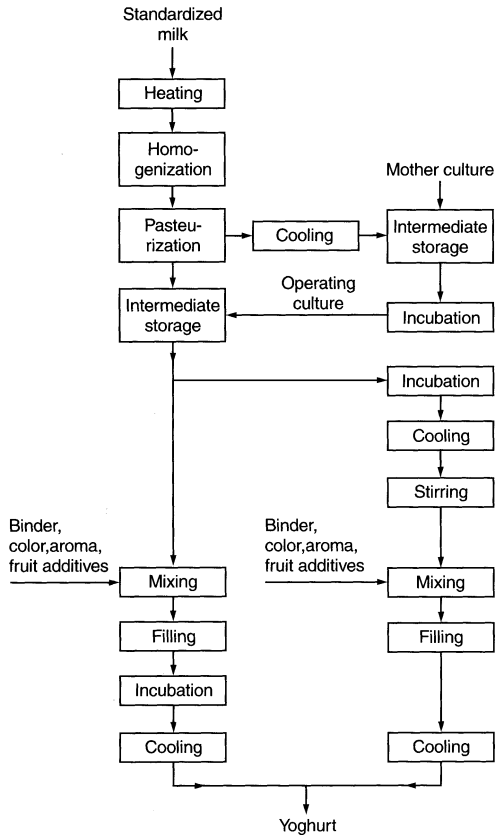 Standardized
milk
Heating
Homo-
genization
Mother culture
Pasteu-
rization
Cooling
Intermediate
storage
Operating
culture
Intermediate
storage
Incubation
Incubation
Cooling
Stirring
Binder,
color,aroma,
fruit additives
Mixing
Binder,
color,aroma,
fruit additives
Mixing
Filling
Filling
Incubation
Cooling
Cooling
Yoghurt